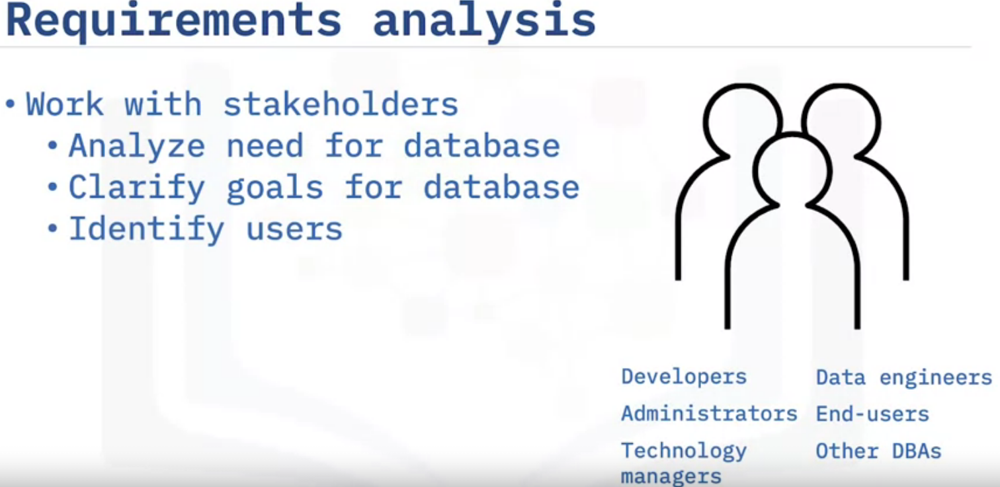 Requirements analysis
• Work with stakeholders
• Analyze need for database
• Clarify goals for database
• Identify users
Developers
Data engineers
Administrators
End-users
Technology
managers
Other DBAs